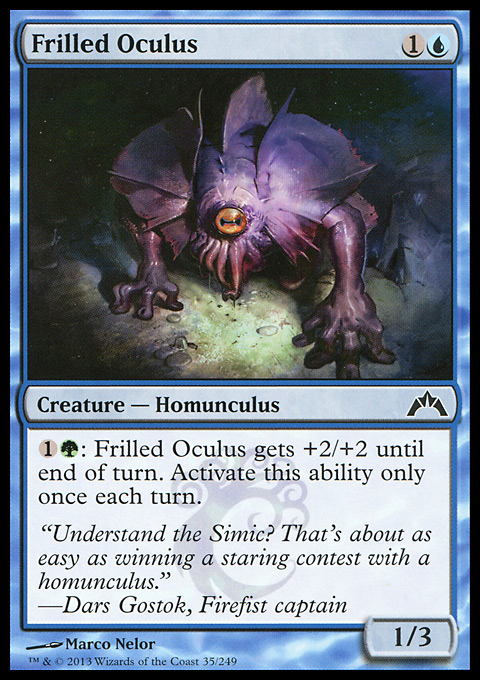 Frilled Oculus 1
Creature — Homunculus
1: Frilled Oculus gets +2/+2 until
end of turn. Activate this ability only
once each turn.
“Understand the Simic? That’s about as
easy as winning a staring contest with a
homunculus.”
—Dars Gostok, Firefist captain
1/3
Marco Nelor
™ & © 2013 Wizards of the Coast 35/249